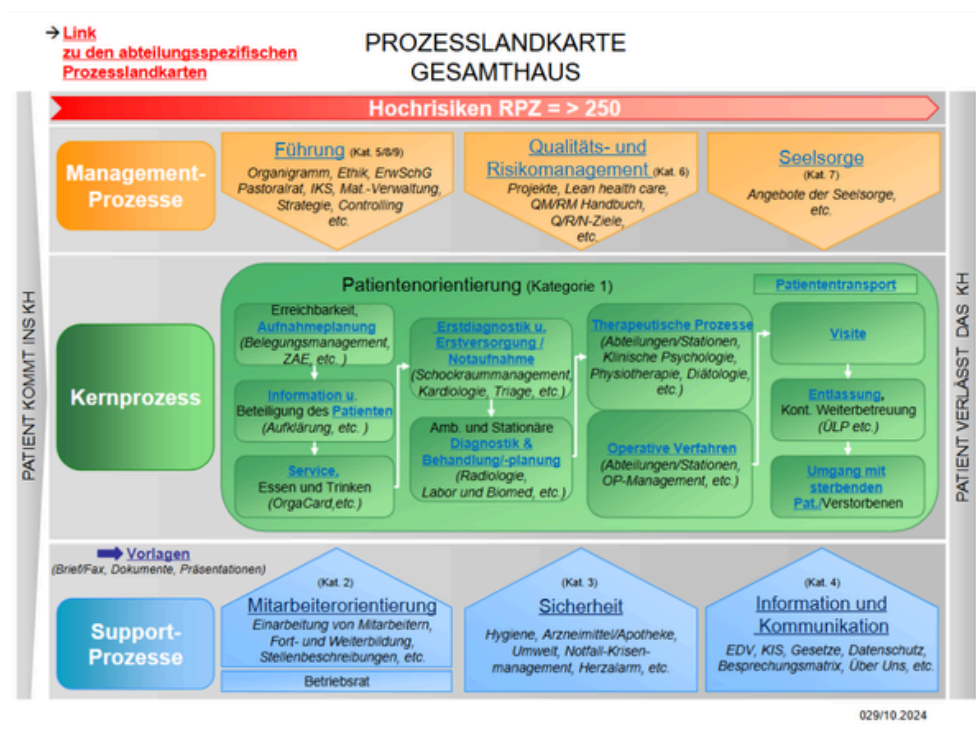 → Link
zu den abteilungsspezifischen
Prozesslandkarten
PROZESSLANDKARTE
GESAMTHAUS
Hochrisiken RPZ = > 250
PATIENT KOMMT INS KH
Management-
Prozesse
Führung (Kat. 5/8/9)
Organigramm, Ethik, ErwSchG
Pastoralrat, IKS, Mat.-Verwaltung,
Strategie, Controlling
etc.
Qualitäts- und
Risikomanagement (Kat. 6)
Projekte, Lean health care,
QM/RM Handbuch,
Q/R/N-Ziele,
etc.
Seelsorge
(Kat. 7)
Angebote der Seelsorge,
etc.
Kernprozess
Patientenorientierung (Kategorie 1)
Patiententransport
Erreichbarkeit,
Aufnahmeplanung
(Belegungsmanagement,
ZAE, etc. )
Information u.
Beteiligung des Patienten
(Aufklärung, etc. )
Service,
Essen und Trinken
(OrgaCard,etc.)
Erstdiagnostik u.
Erstversorgung /
Notaufnahme
(Schockraummanagement,
Kardiologie, Triage, etc.)
Amb. und Stationäre
Diagnostik &
Behandlung/-planung
(Radiologie,
Labor und Biomed, etc.)
Therapeutische Prozesse
(Abteilungen/Stationen,
Klinische Psychologie,
Physiotherapie, Diätologie,
etc.)
Operative Verfahren
(Abteilungen/Stationen,
OP-Management, etc.)
Visite
Entlassung,
Kont. Weiterbetreuung
(ÜLP etc.)
Umgang mit
sterbenden
Pat./Verstorbenen
PATIENT VERLÄSST DAS KH
Vorlagen
(Brief/Fax, Dokumente, Präsentationen)
Support-
Prozesse
(Kat. 2)
Mitarbeiterorientierung
Einarbeitung von Mitarbeitern,
Fort- und Weiterbildung,
Stellenbeschreibungen, etc.
Betriebsrat
(Kat. 3)
Sicherheit
Hygiene, Arzneimittel/Apotheke,
Umwelt, Notfall-Krisen-
management, Herzalarm, etc.
(Kat. 4)
Information und
Kommunikation
EDV, KIS, Gesetze, Datenschutz,
Besprechungsmatrix, Über Uns, etc.
029/10.2024